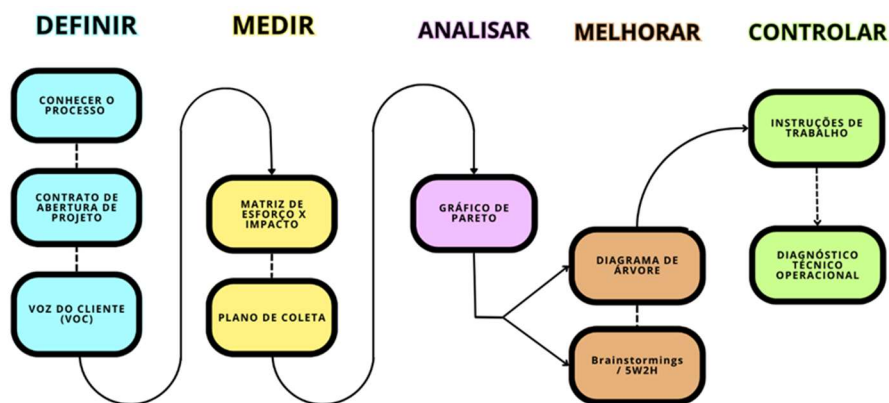 DEFINIR
MEDIR
ANALISAR
MELHORAR
CONTROLAR
CONHECER O
PROCESSO
CONTRATO DE
ABERTURA DE
PROJETO
VOZ DO CLIENTE
(VOC)
MATRIZ DE
ESFORÇO X
IMPACTO
PLANO DE COLETA
GRÁFICO DE
PARETO
DIAGRAMA DE
ÁRVORE
Brainstormings
/ 5W2H
INSTRUÇÕES DE
TRABALHO
DIAGNÓSTICO
TÉCNICO
OPERACIONAL